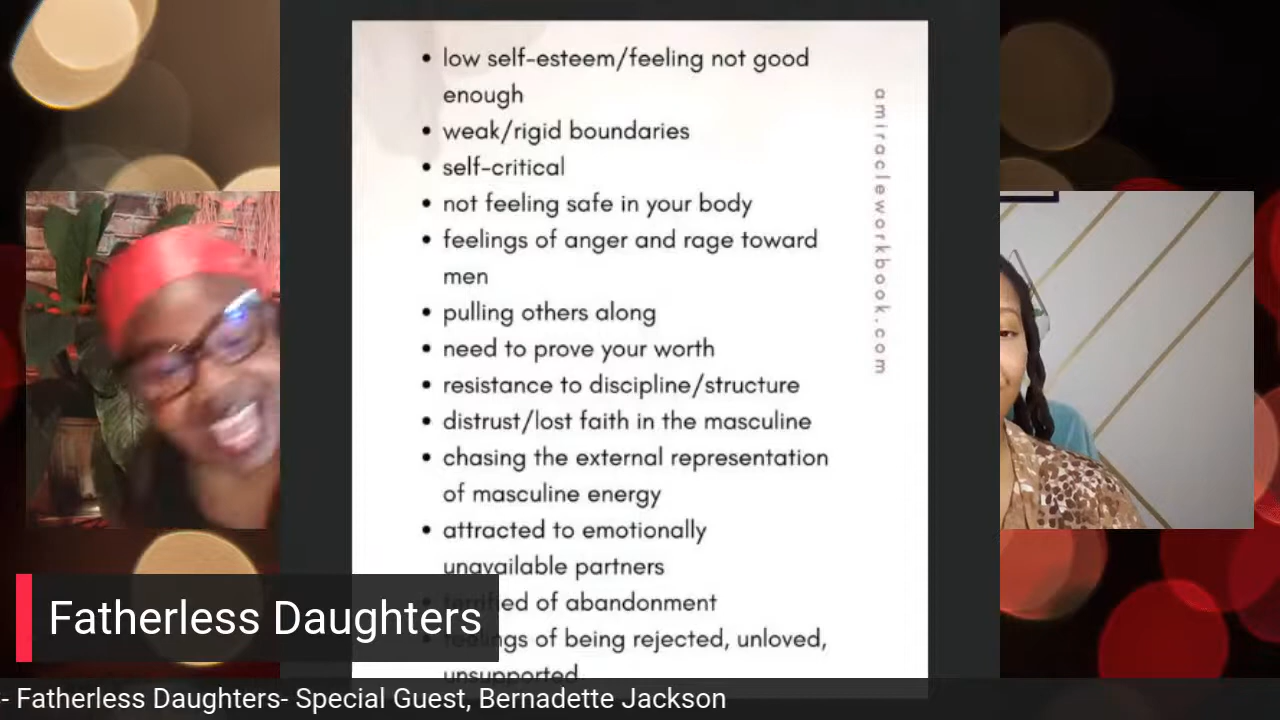 low self-esteem/feeling not good
enough
weak/rigid boundaries
self-critical
not feeling safe in your body
feelings of anger and rage toward
men
pulling others along
need to prove your worth
resistance to discipline/structure
distrust/lost faith in the masculine
chasing the external representation
of masculine energy
attracted to emotionally
unavailable partners
terrified of abandonment
feelings of being rejected, unloved,
unsupported
amiracleworkbook.com
Fatherless Daughters
- Fatherless Daughters- Special Guest, Bernadette Jackson